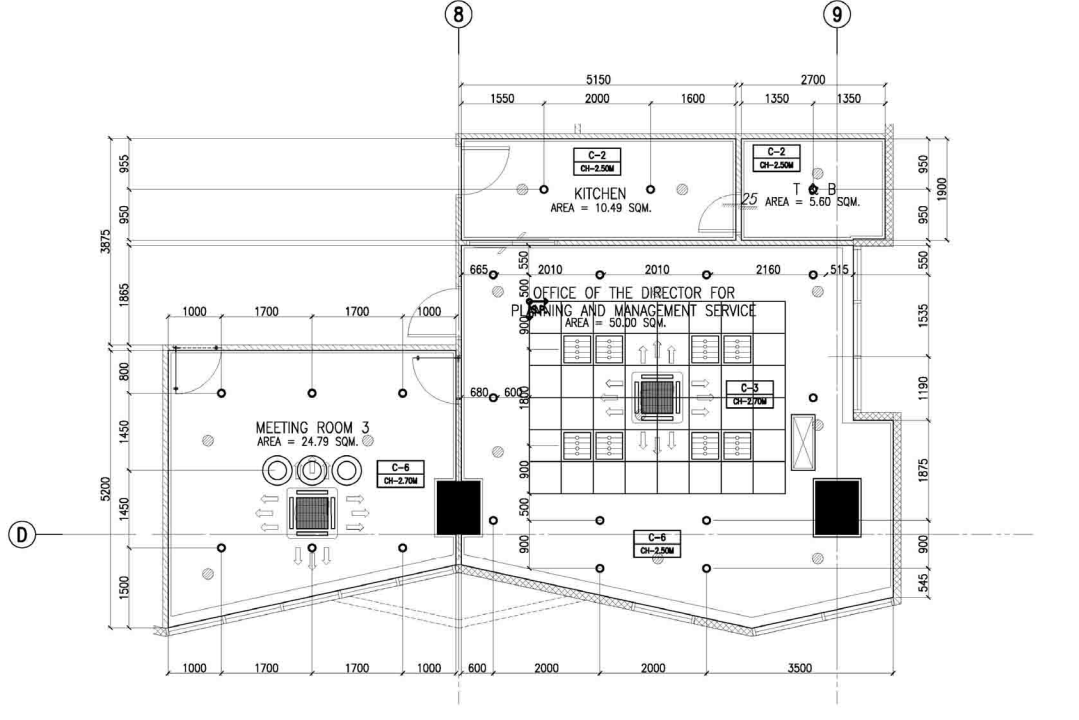 8
9
5150
2700
1550
2000
1600
1350
1350
955
950
3875
1865
C-2
CH-2.50M
C-2
CH-2.50M
KITCHEN
AREA = 10.49 SQM.
25
T & B
AREA = 5.60 SQM.
950
950
1900
550
665
2010
2010
2160
515
550
500
900
OFFICE OF THE DIRECTOR FOR
PLANNING AND MANAGEMENT SERVICE
AREA = 50.00 SQM.
1535
1000
1700
1700
1000
800
1450
1450
1500
5200
680
600
1800
C-3
CH-2.70M
1190
MEETING ROOM 3
AREA = 24.79 SQM.
C-6
CH-2.70M
900
500
900
1875
D
C-6
CH-2.50M
900
545
1000
1700
1700
1000
600
2000
2000
3500